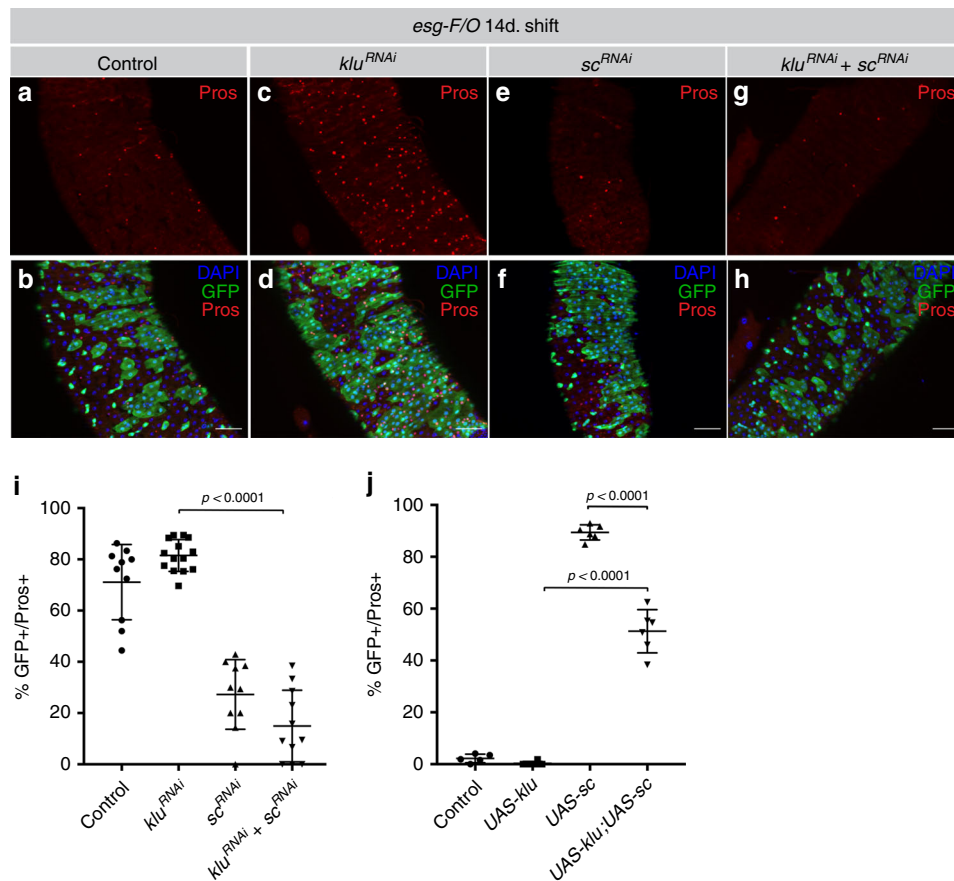 esg-F/O 14d. shift
Control
klu^RNAi
sc^RNAi
klu^RNAi + sc^RNAi
a
Pros
c
Pros
e
Pros
g
Pros
b
DAPI
GFP
Pros
d
DAPI
GFP
Pros
f
DAPI
GFP
Pros
h
DAPI
GFP
Pros
i
p < 0.0001
100
80
60
40
20
0
% GFP+/Pros+
Control
klu^RNAi
sc^RNAi
klu^RNAi + sc^RNAi
j
p < 0.0001
p < 0.0001
100
80
60
40
20
0
% GFP+/Pros+
Control
UAS-klu
UAS-sc
UAS-klu;UAS-sc